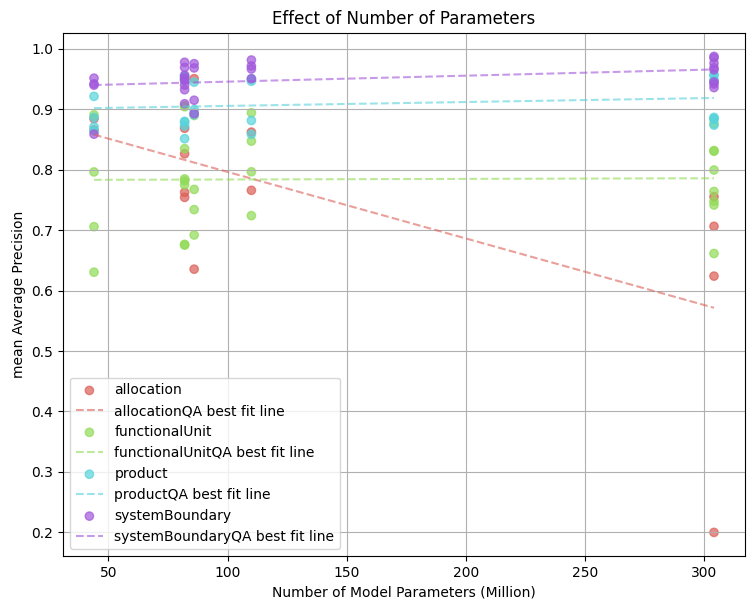 Effect of Number of Parameters
mean Average Precision
1.0
0.9
0.8
0.7
0.6
0.5
0.4
0.3
0.2
allocation
allocationQA best fit line
functionalUnit
functionalUnitQA best fit line
product
productQA best fit line
systemBoundary
systemBoundaryQA best fit line
50 100 150 200 250 300
Number of Model Parameters (Million)